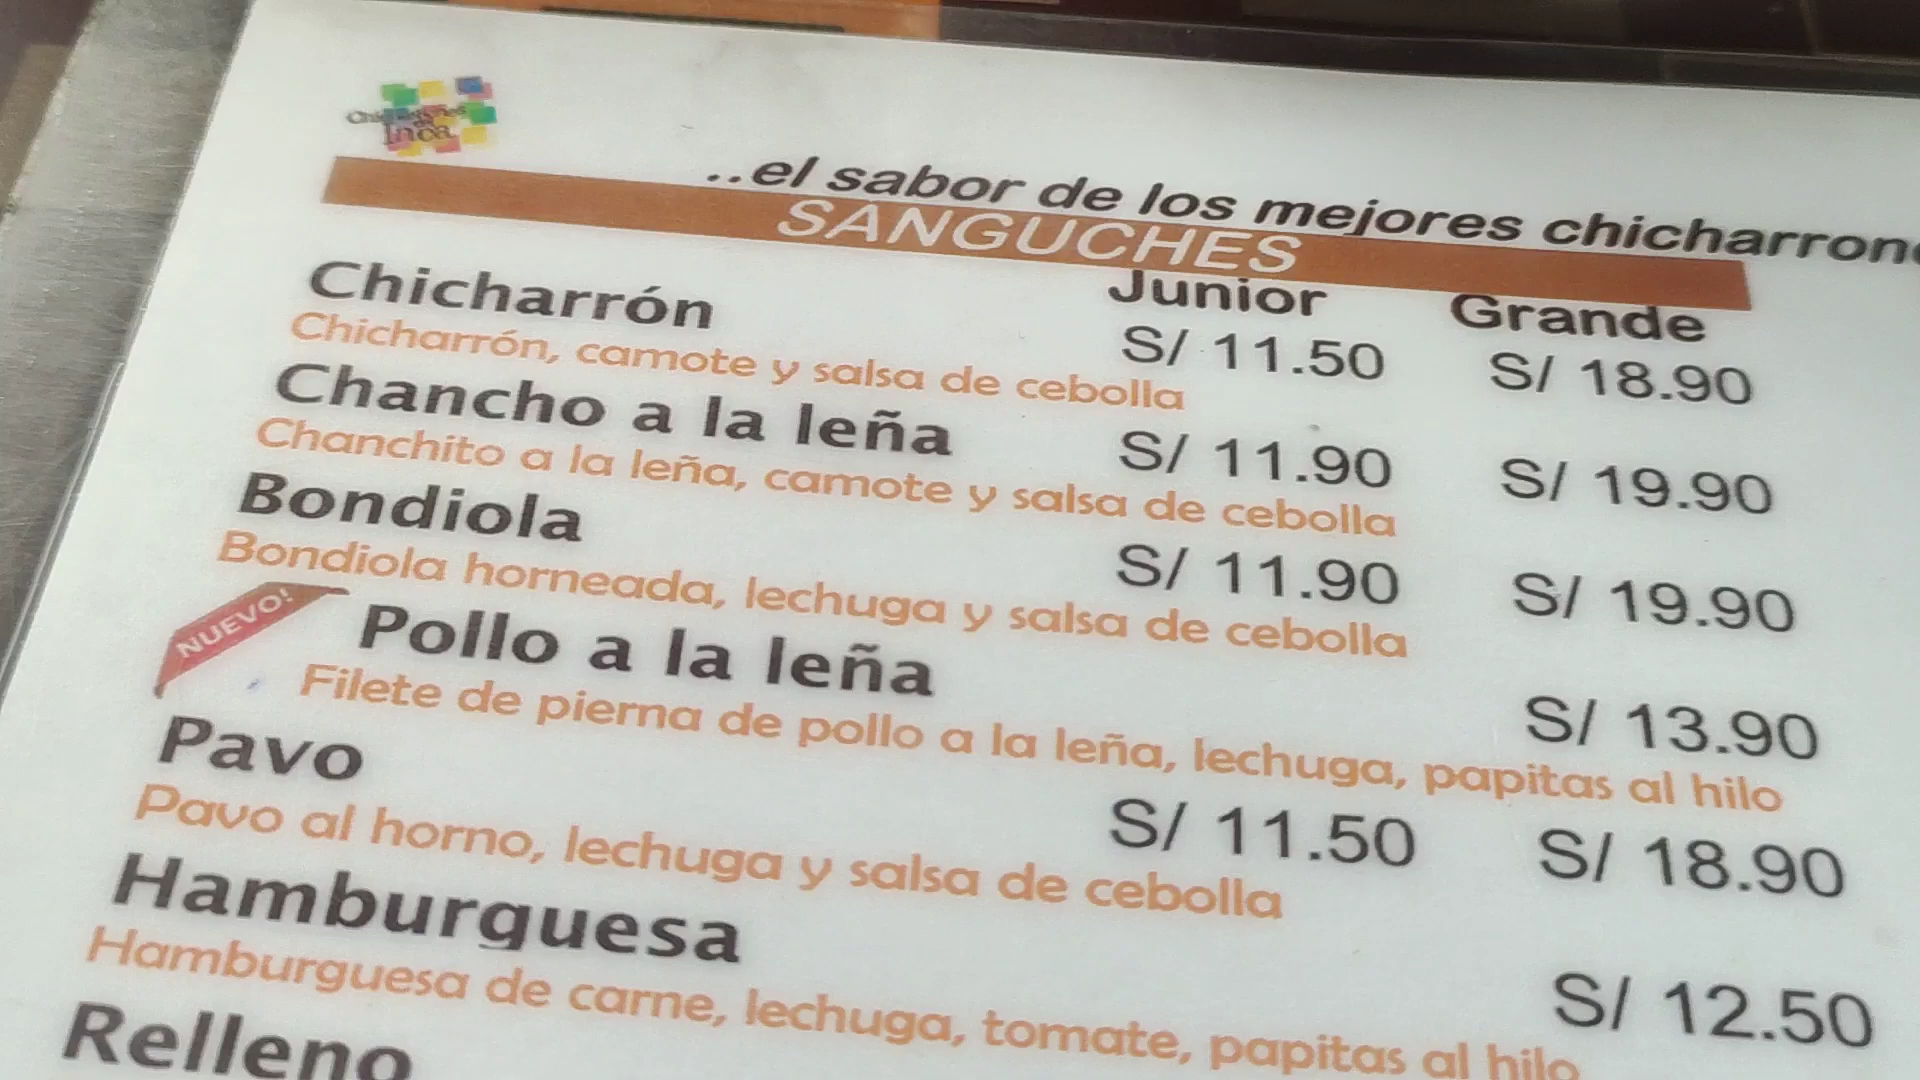 Chicharrones
de
Inca
..el sabor de los mejores chicharron
SANGUCHES
Junior Grande
Chicharrón S/ 11.50 S/ 18.90
Chicharrón, camote y salsa de cebolla
Chancho a la leña S/ 11.90 S/ 19.90
Chanchito a la leña, camote y salsa de cebolla
Bondiola S/ 11.90 S/ 19.90
Bondiola horneada, lechuga y salsa de cebolla
NUEVO! Pollo a la leña S/ 13.90
Filete de pierna de pollo a la leña, lechuga, papitas al hilo
Pavo S/ 11.50 S/ 18.90
Pavo al horno, lechuga y salsa de cebolla
Hamburguesa S/ 12.50
Hamburguesa de carne, lechuga, tomate, papitas al hilo
Relleno